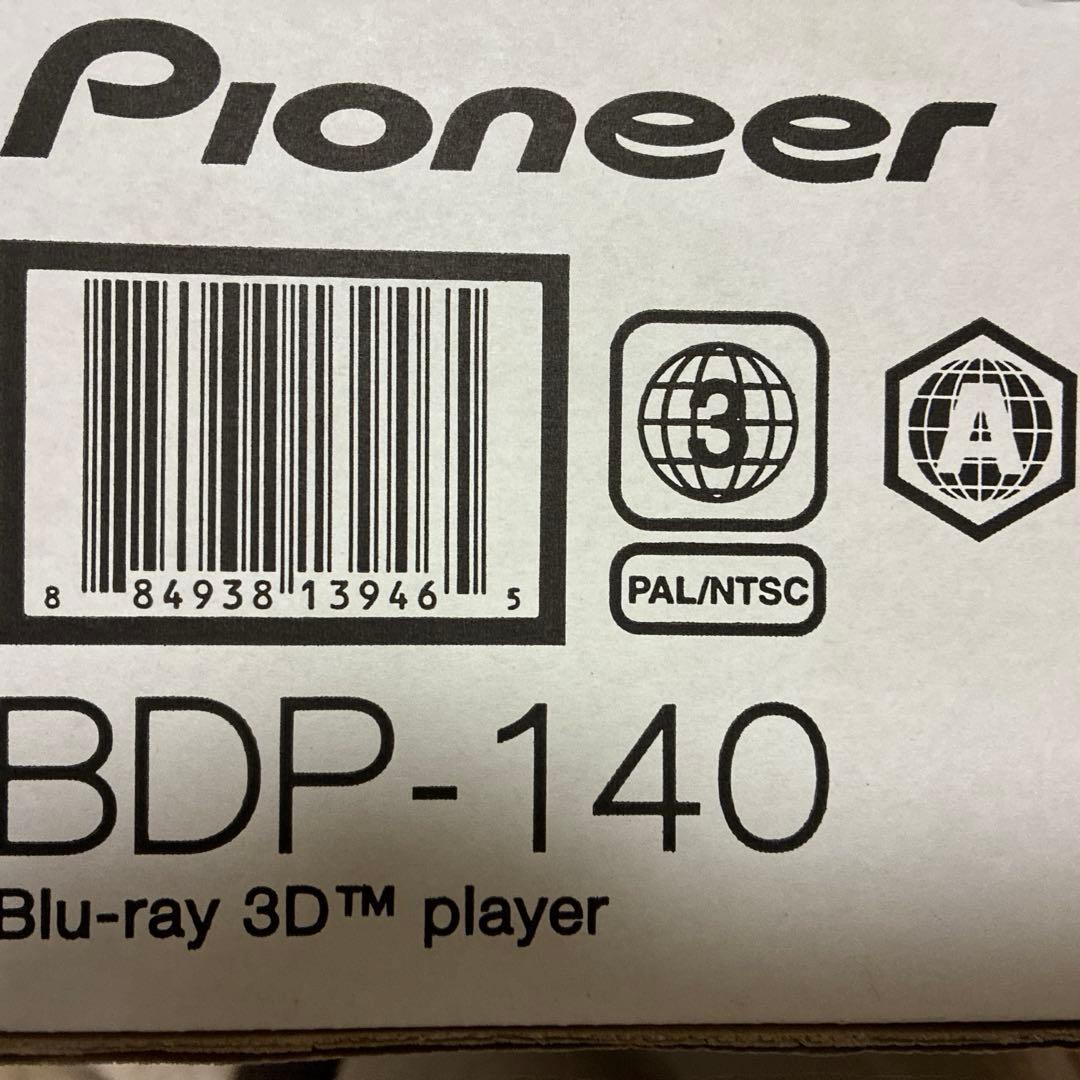 Pioneer
3
A
8 84938 13946 5
PAL/NTSC
BDP-140
Blu-ray 3D™ player